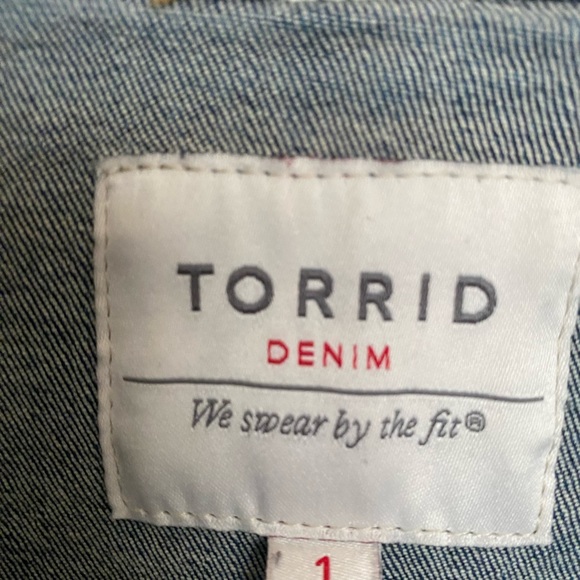 TORRID
DENIM
We swear by the fit®
1